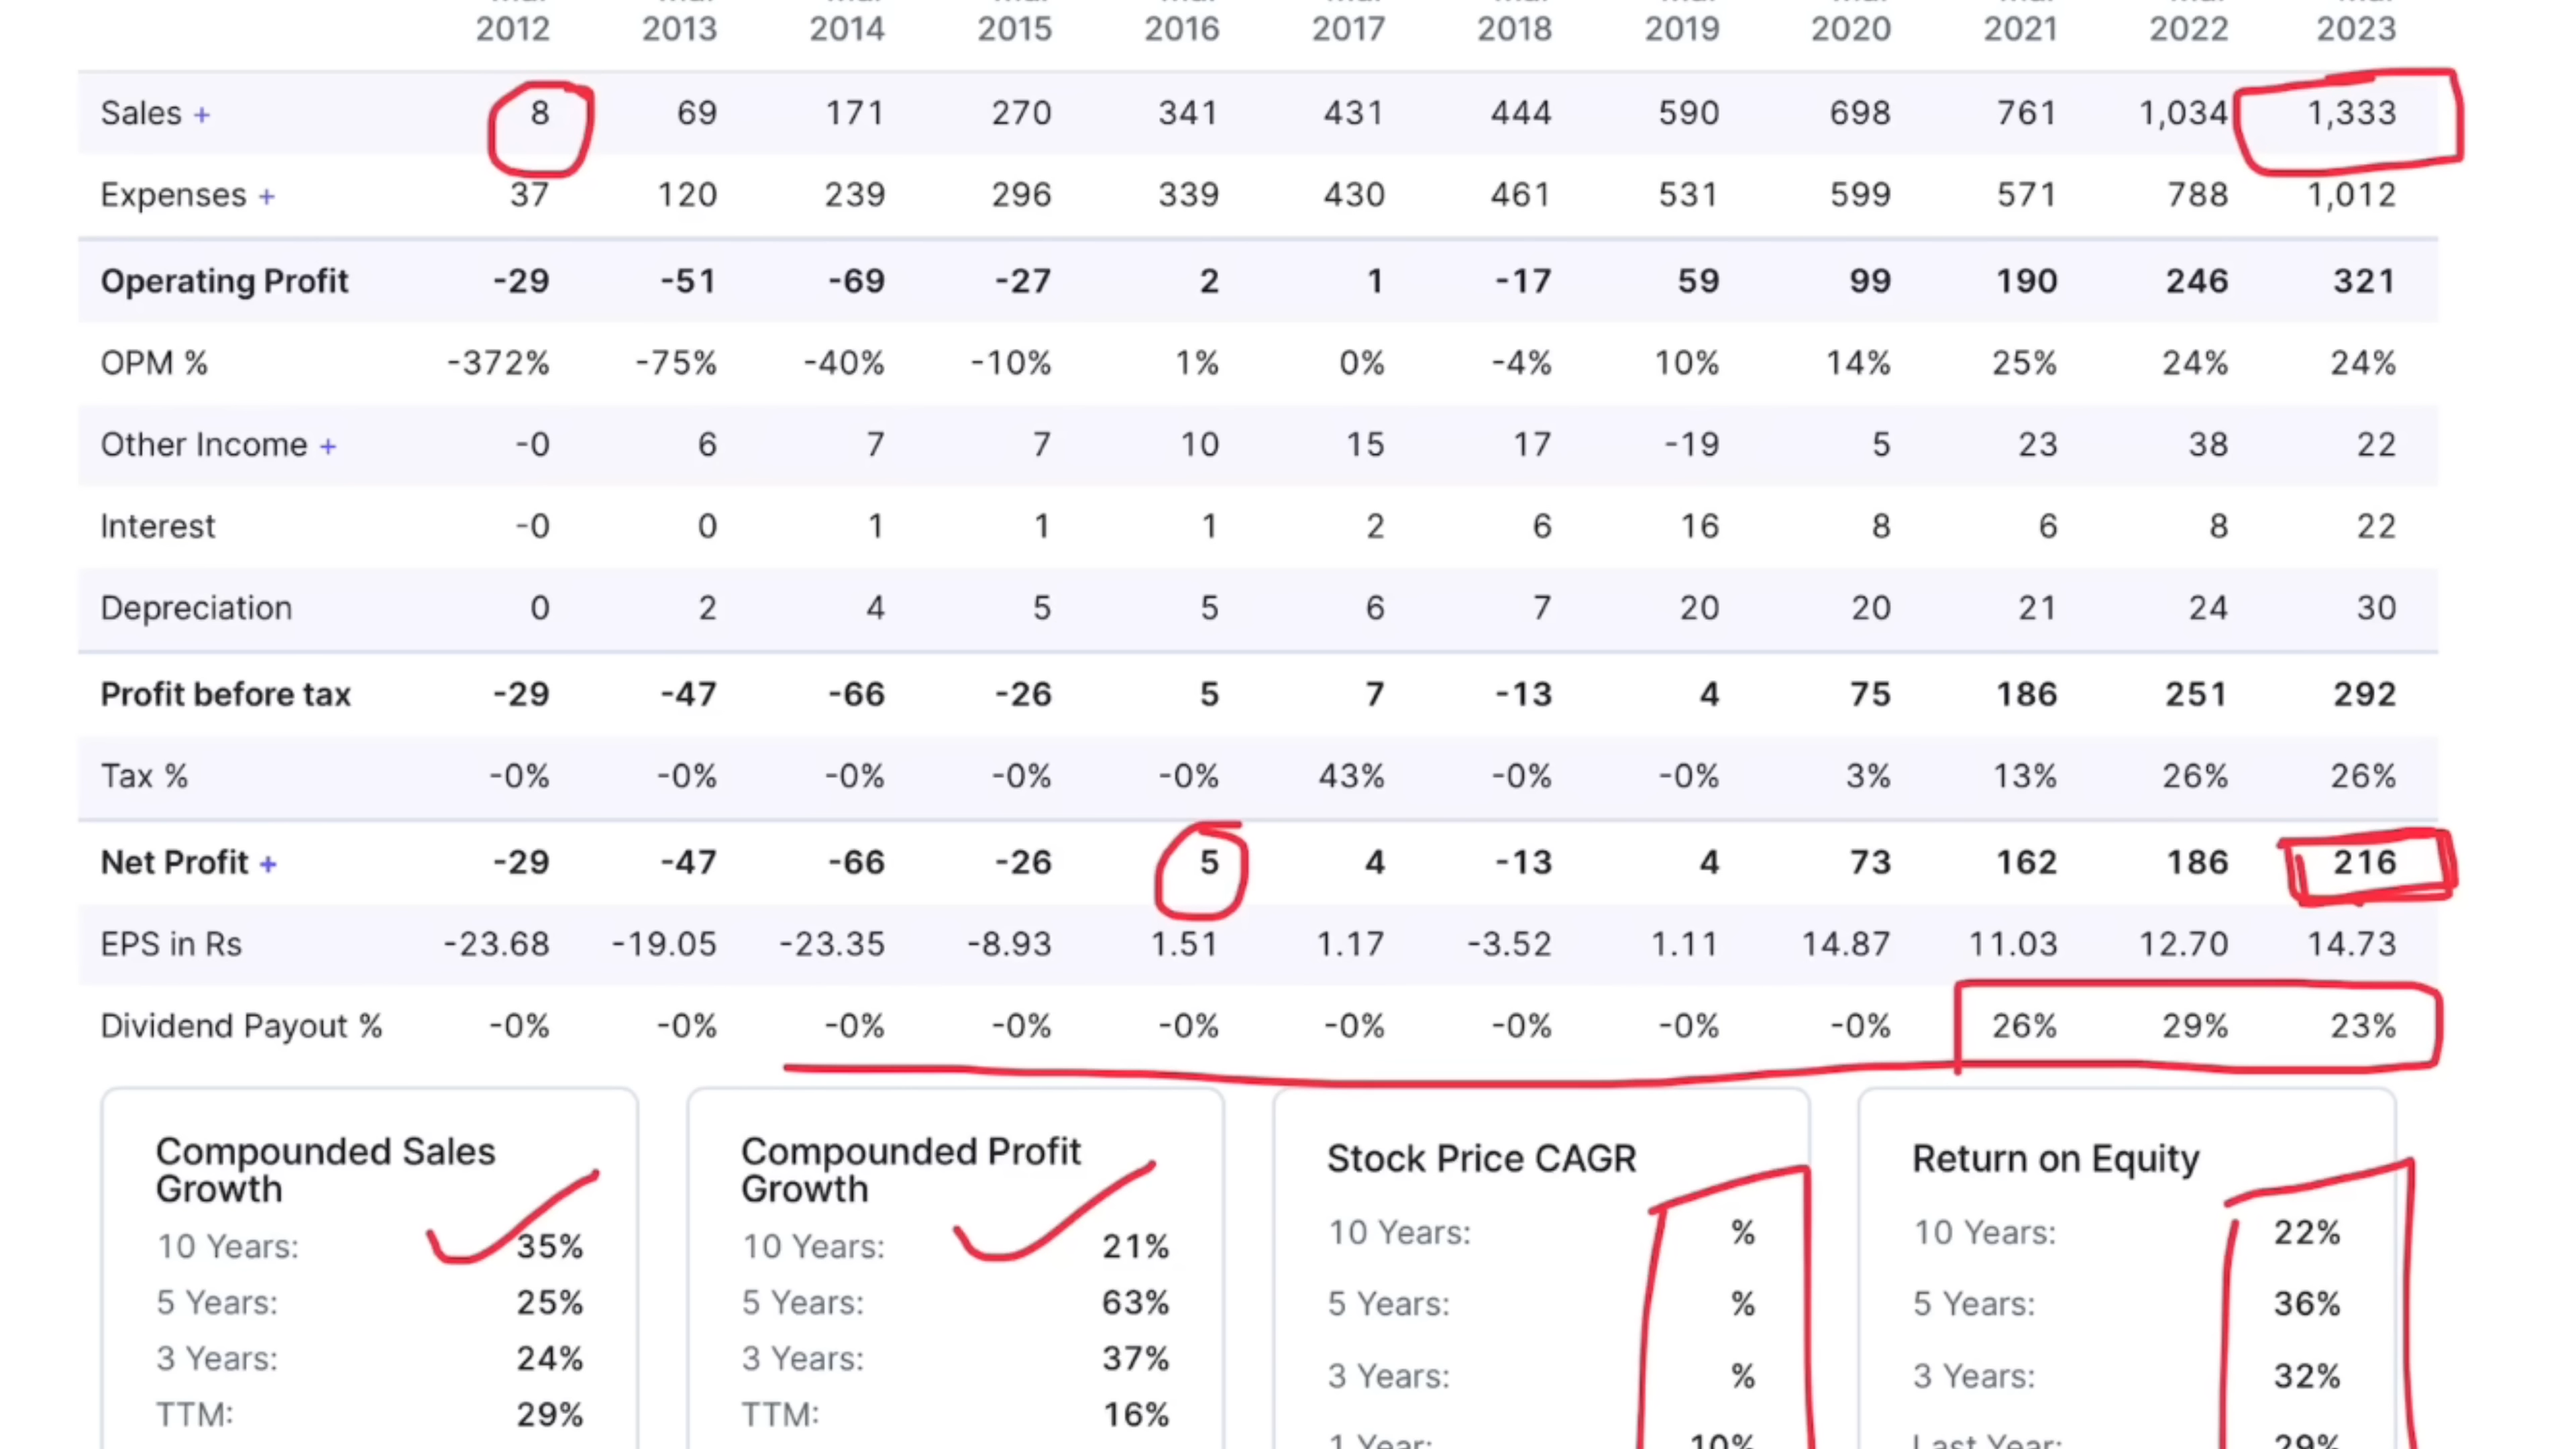 2012 2013 2014 2015 2016 2017 2018 2019 2020 2021 2022 2023
Sales + 8 69 171 270 341 431 444 590 698 761 1,034 1,333
Expenses + 37 120 239 296 339 430 461 531 599 571 788 1,012
Operating Profit -29 -51 -69 -27 2 1 -17 59 99 190 246 321
OPM % -372% -75% -40% -10% 1% 0% -4% 10% 14% 25% 24% 24%
Other Income + -0 6 7 7 10 15 17 -19 5 23 38 22
Interest -0 0 1 1 1 2 6 16 8 6 8 22
Depreciation 0 2 4 5 5 6 7 20 20 21 24 30
Profit before tax -29 -47 -66 -26 5 7 -13 4 75 186 251 292
Tax % -0% -0% -0% -0% -0% 43% -0% -0% 3% 13% 26% 26%
Net Profit + -29 -47 -66 -26 5 4 -13 4 73 162 186 216
EPS in Rs -23.68 -19.05 -23.35 -8.93 1.51 1.17 -3.52 1.11 14.87 11.03 12.70 14.73
Dividend Payout % -0% -0% -0% -0% -0% -0% -0% -0% -0% 26% 29% 23%
Compounded Sales
Growth
10 Years: 35%
5 Years: 25%
3 Years: 24%
TTM: 29%
Compounded Profit
Growth
10 Years: 21%
5 Years: 63%
3 Years: 37%
TTM: 16%
Stock Price CAGR
10 Years: %
5 Years: %
3 Years: %
1 Year: 10%
Return on Equity
10 Years: 22%
5 Years: 36%
3 Years: 32%
Last Year: 29%